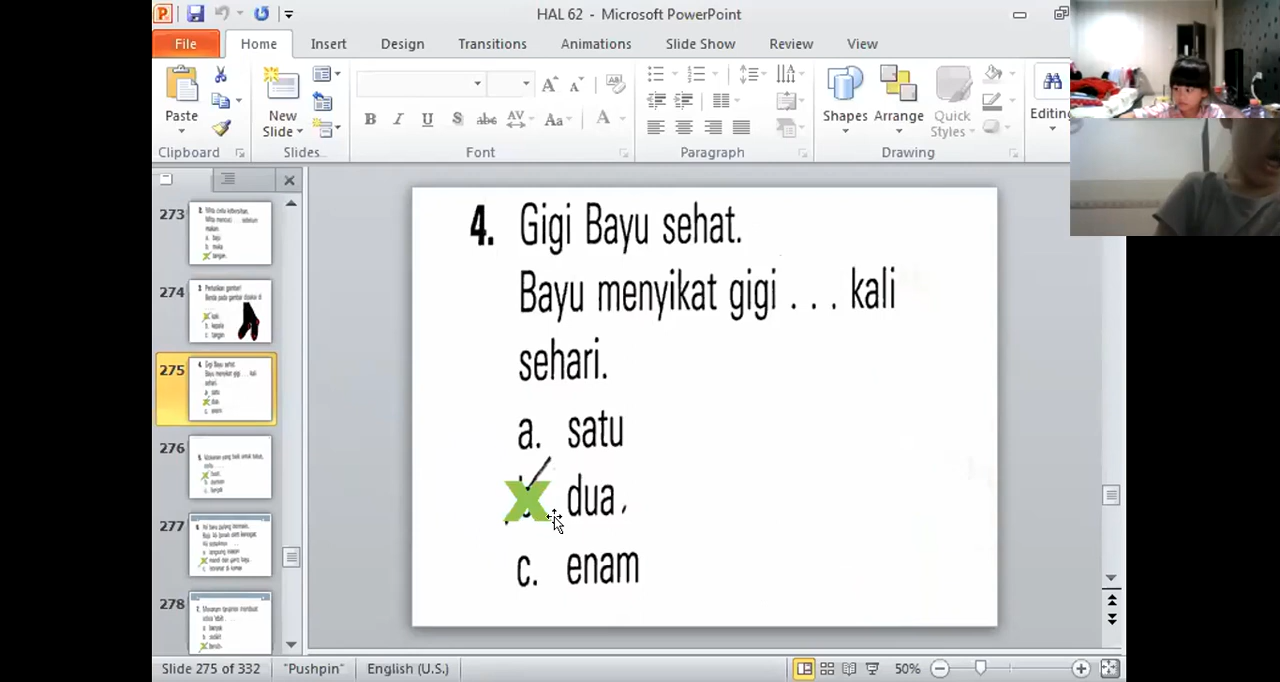 HAL 62 - Microsoft PowerPoint
File Home Insert Design Transitions Animations Slide Show Review View
Paste
New Slide
Shapes Arrange Quick Styles
Editing
Clipboard Slides Font Paragraph Drawing
273
274
275
276
277
278
4. Gigi Bayu sehat.
Bayu menyikat gigi . . . kali
sehari.
a. satu
dua
c. enam
Slide 275 of 332 "Pushpin" English (U.S.) 50%